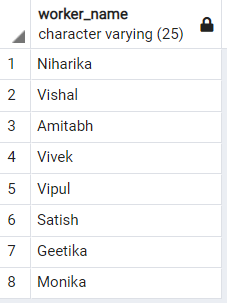 worker_name
character varying (25)
1 Niharika
2 Vishal
3 Amitabh
4 Vivek
5 Vipul
6 Satish
7 Geetika
8 Monika